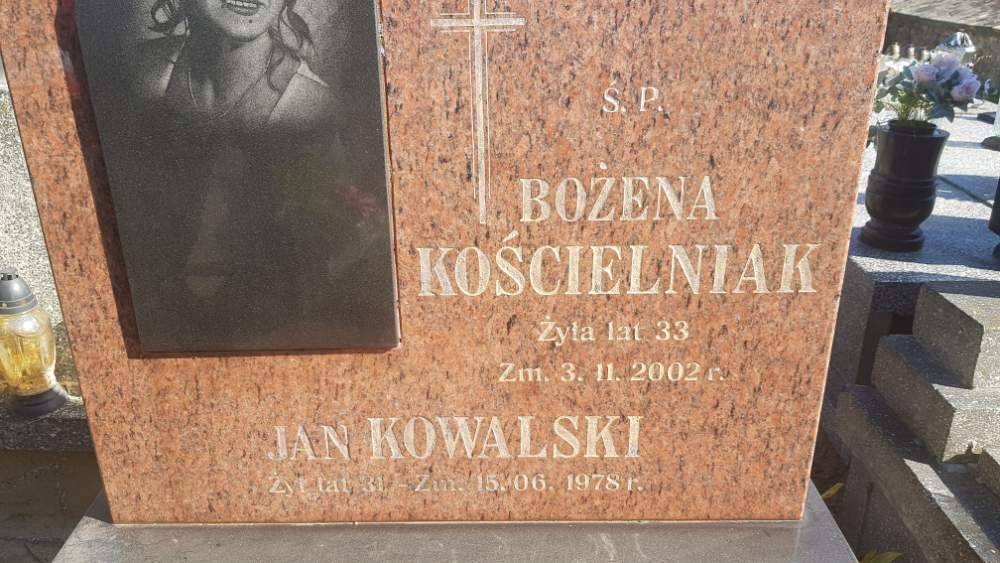 Ś. P.
BOŻENA
KOŚCIELNIAK
Żyła lat 33
Zm. 3. 11. 2002 r.
JAN KOWALSKI
Żył lat 31 - Zm. 15. 06. 1978 r.